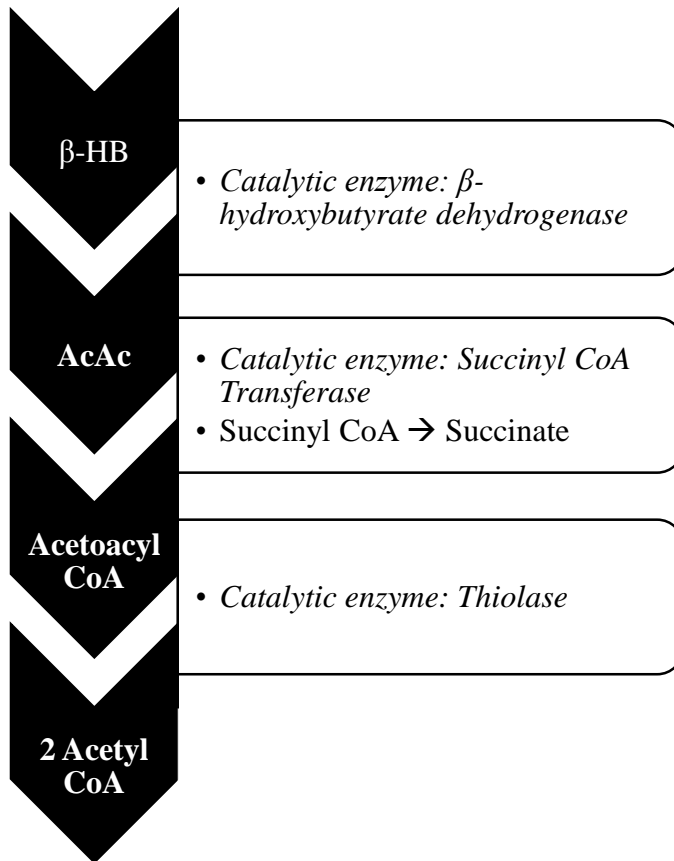 β-HB
• Catalytic enzyme: β-
hydroxybutyrate dehydrogenase
AcAc
• Catalytic enzyme: Succinyl CoA
Transferase
• Succinyl CoA → Succinate
Acetoacyl
CoA
• Catalytic enzyme: Thiolase
2 Acetyl
CoA